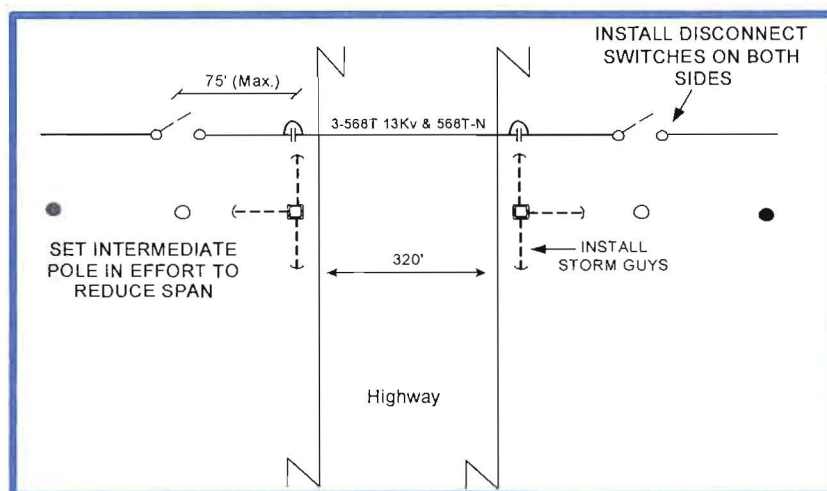 INSTALL DISCONNECT
SWITCHES ON BOTH
SIDES
75' (Max.)
3-568T 13Kv & 568T-N
SET INTERMEDIATE
POLE IN EFFORT TO
REDUCE SPAN
INSTALL
STORM GUYS
320'
Highway